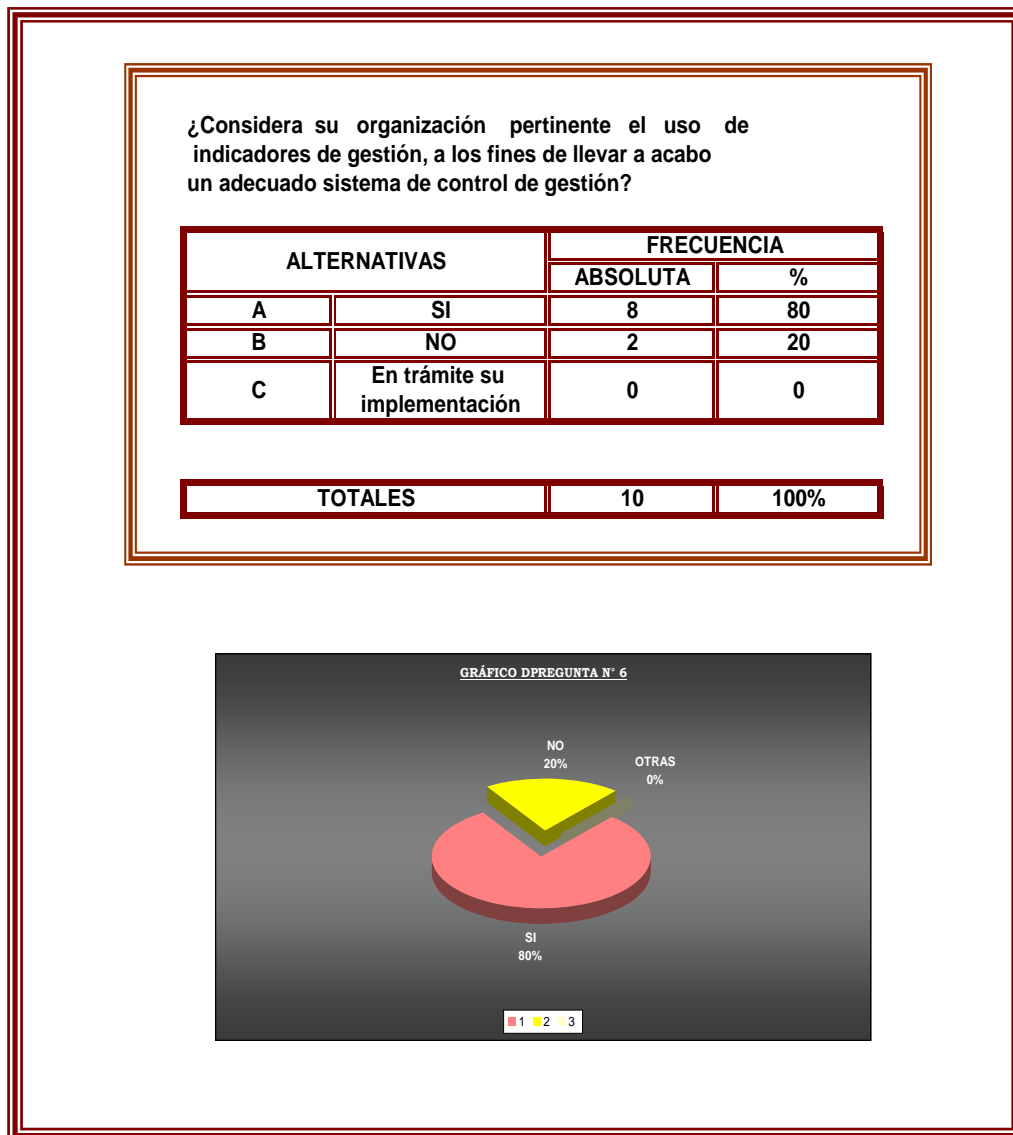 ¿Considera su organización pertinente el uso de
indicadores de gestión, a los fines de llevar a acabo
un adecuado sistema de control de gestión?
ALTERNATIVAS FRECUENCIA
ABSOLUTA %
A SI 8 80
B NO 2 20
C En trámite su
implementación 0 0
TOTALES 10 100%
GRÁFICO DPREGUNTA N° 6
NO
20%
OTRAS
0%
SI
80%
1 2 3